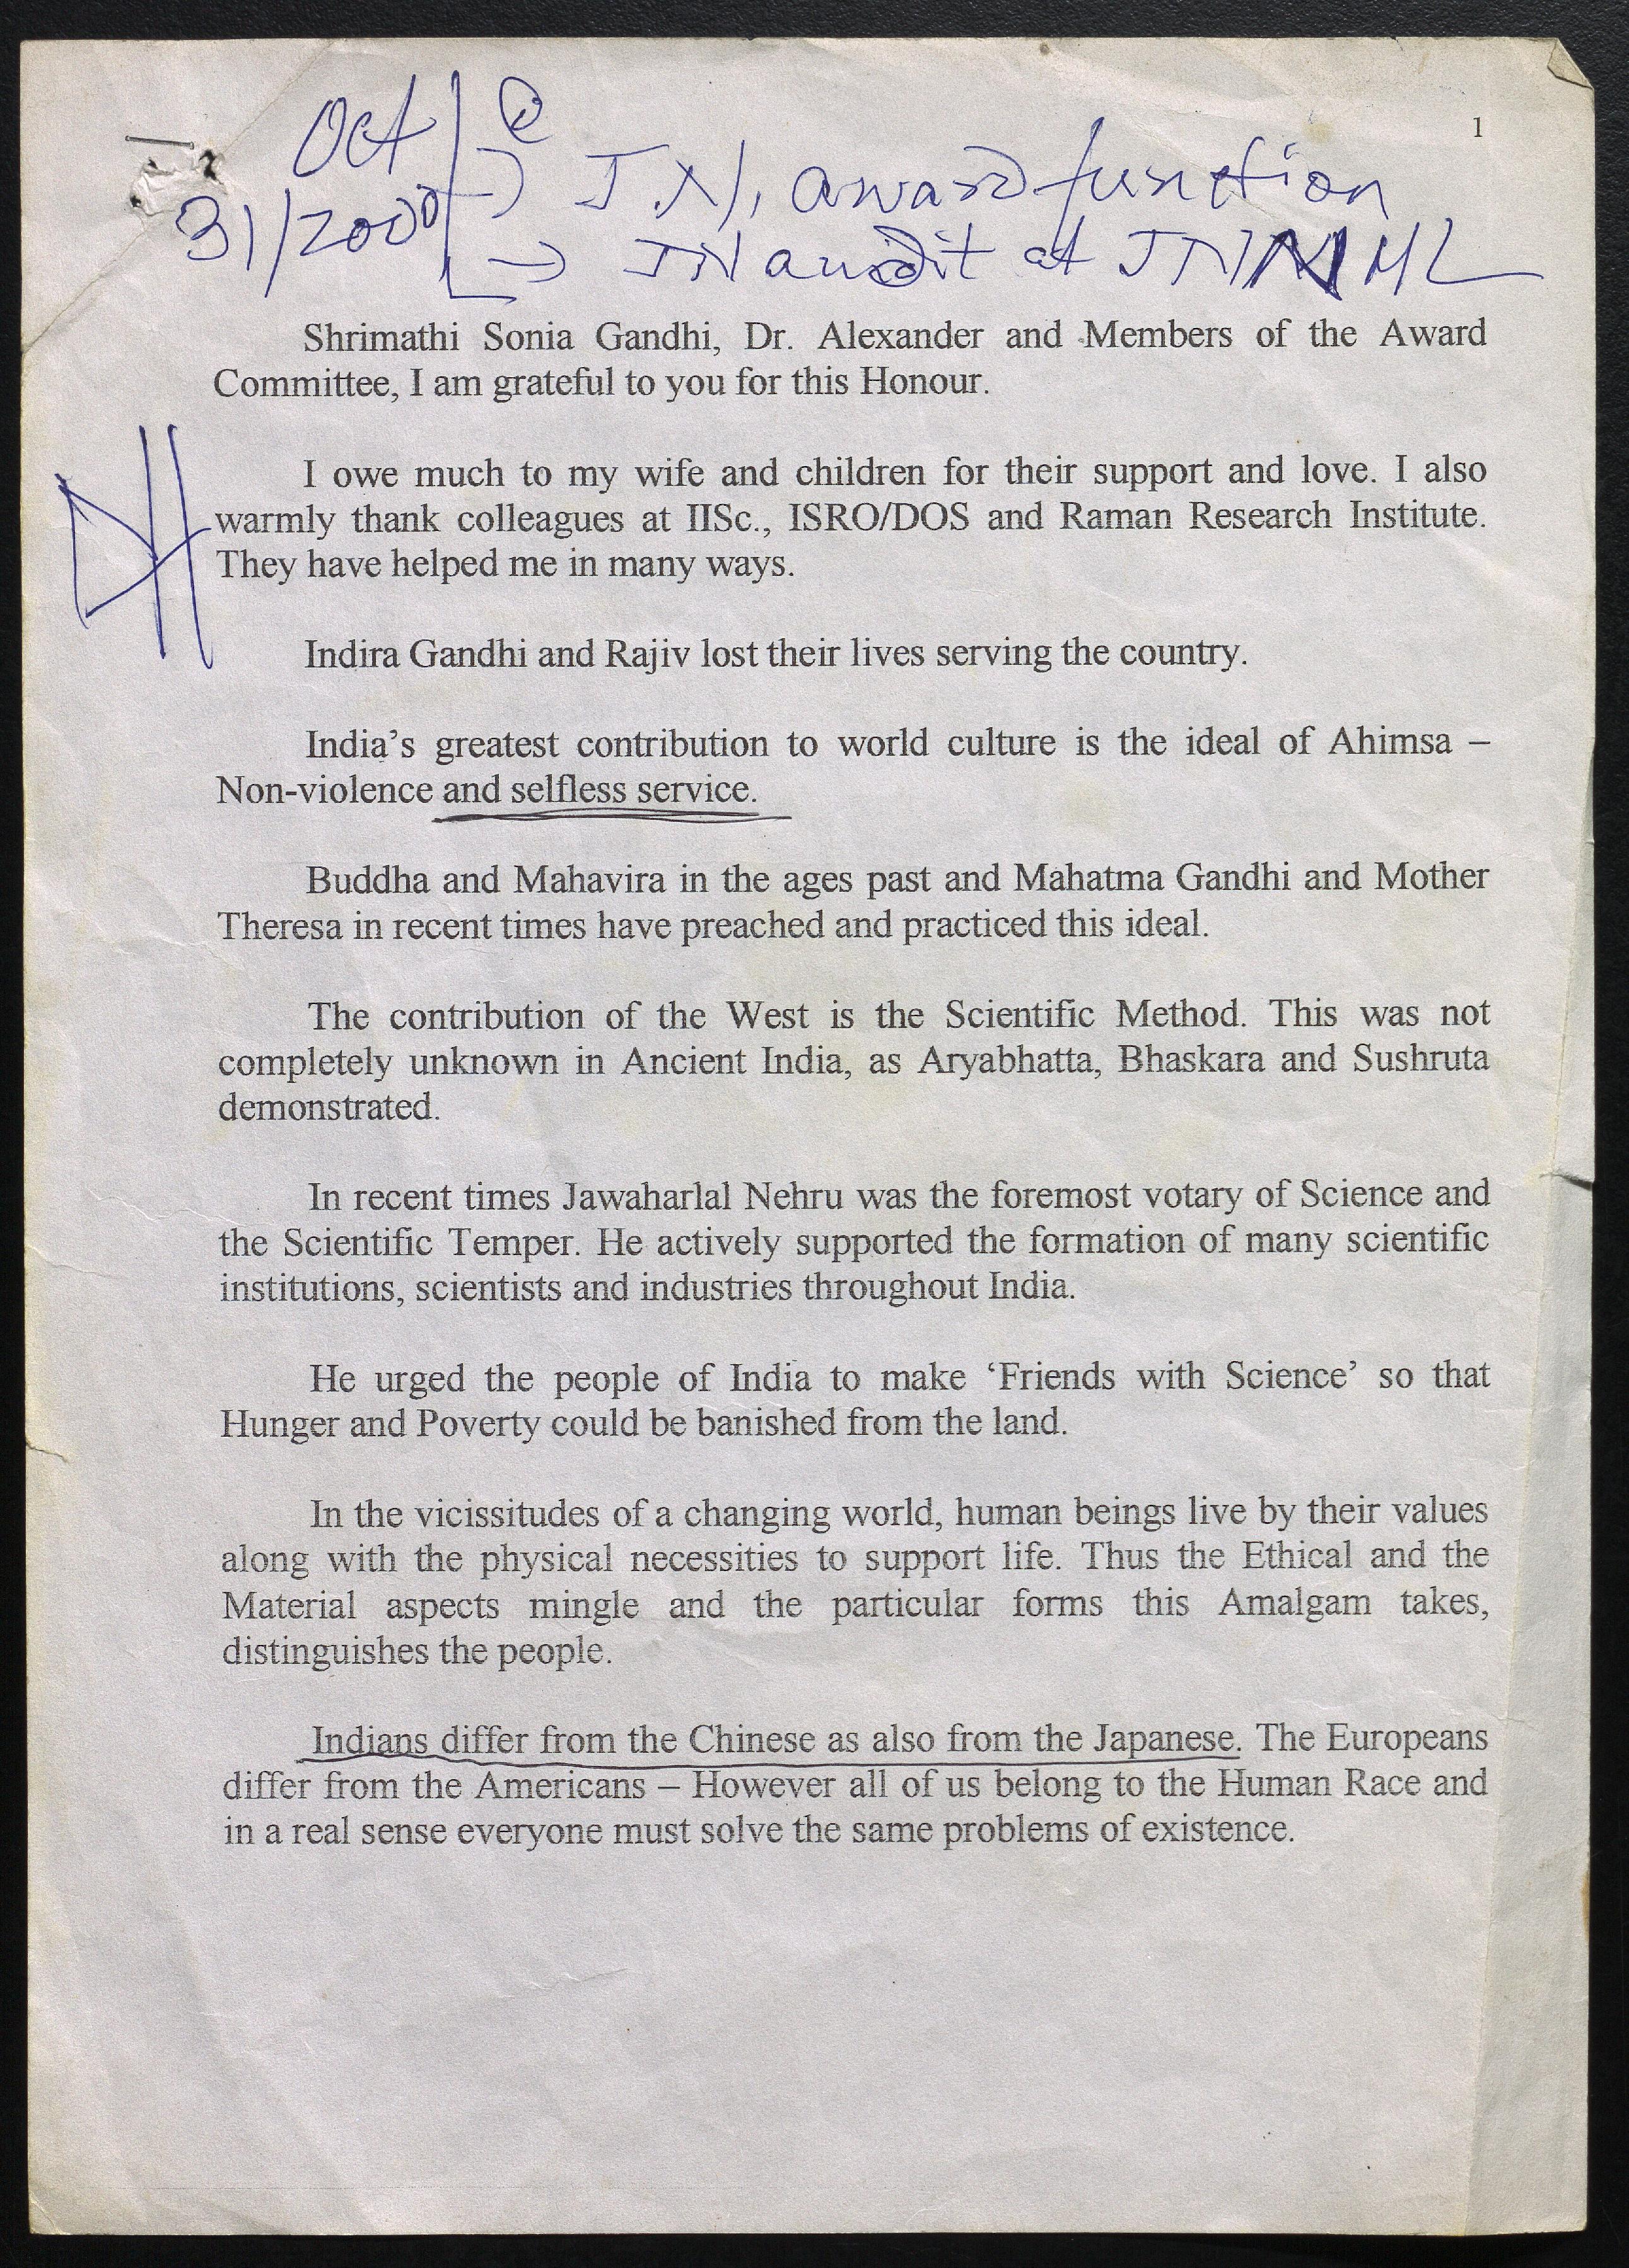 Oct
1
31/2000
→ J.N. award function
→ JN audit at JNNML
Shrimathi Sonia Gandhi, Dr. Alexander and Members of the Award
Committee, I am grateful to you for this Honour.
I owe much to my wife and children for their support and love. I also
warmly thank colleagues at IISc., ISRO/DOS and Raman Research Institute.
They have helped me in many ways.
Indira Gandhi and Rajiv lost their lives serving the country.
India's greatest contribution to world culture is the ideal of Ahimsa –
Non-violence and selfless service.
Buddha and Mahavira in the ages past and Mahatma Gandhi and Mother
Theresa in recent times have preached and practiced this ideal.
The contribution of the West is the Scientific Method. This was not
completely unknown in Ancient India, as Aryabhatta, Bhaskara and Sushruta
demonstrated.
In recent times Jawaharlal Nehru was the foremost votary of Science and
the Scientific Temper. He actively supported the formation of many scientific
institutions, scientists and industries throughout India.
He urged the people of India to make ‘Friends with Science’ so that
Hunger and Poverty could be banished from the land.
In the vicissitudes of a changing world, human beings live by their values
along with the physical necessities to support life. Thus the Ethical and the
Material aspects mingle and the particular forms this Amalgam takes,
distinguishes the people.
Indians differ from the Chinese as also from the Japanese. The Europeans
differ from the Americans – However all of us belong to the Human Race and
in a real sense everyone must solve the same problems of existence.